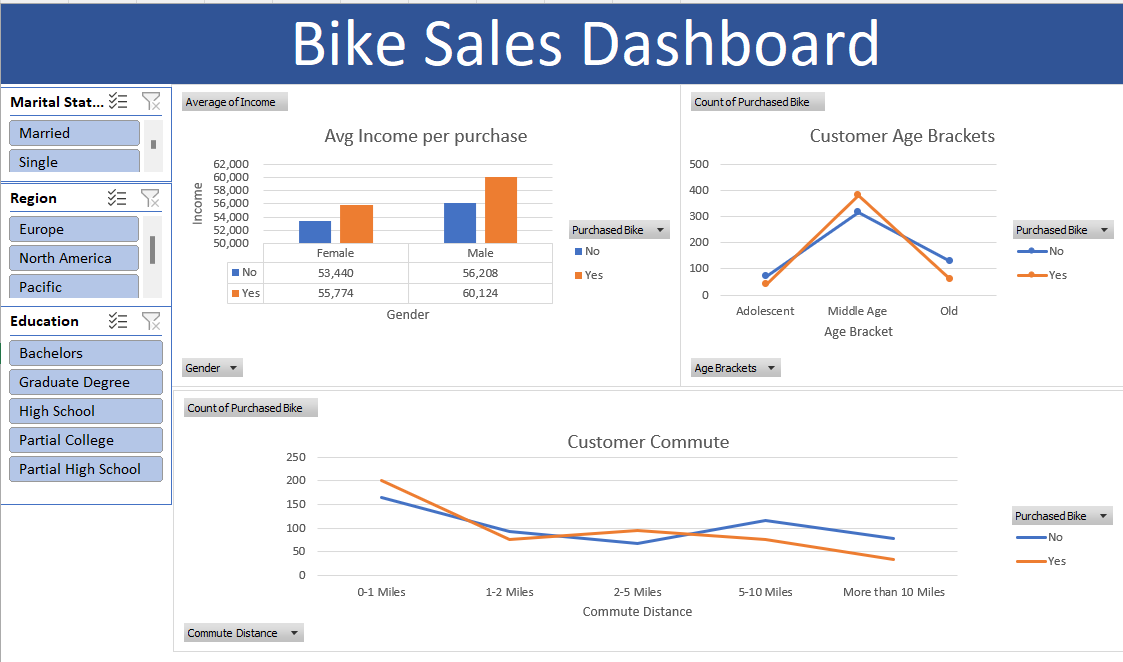 Bike Sales Dashboard
Marital Stat...
Married
Single
Region
Europe
North America
Pacific
Education
Bachelors
Graduate Degree
High School
Partial College
Partial High School
Average of Income
Avg Income per purchase
62,000
60,000
58,000
56,000
54,000
52,000
50,000
Income
Female Male
No 53,440 56,208
Yes 55,774 60,124
Gender
Purchased Bike
No
Yes
Gender
Count of Purchased Bike
Customer Age Brackets
500
400
300
200
100
0
Adolescent Middle Age Old
Age Bracket
Purchased Bike
No
Yes
Age Brackets
Count of Purchased Bike
Customer Commute
250
200
150
100
50
0
0-1 Miles 1-2 Miles 2-5 Miles 5-10 Miles More than 10 Miles
Commute Distance
Purchased Bike
No
Yes
Commute Distance